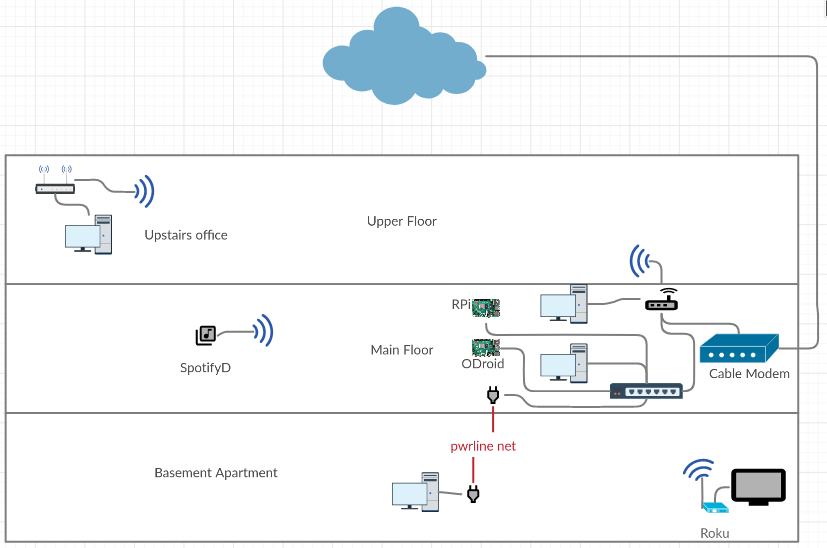 Upstairs office
Upper Floor
RPi
SpotifyD
Main Floor
ODroid
Cable Modem
pwrline net
Basement Apartment
Roku